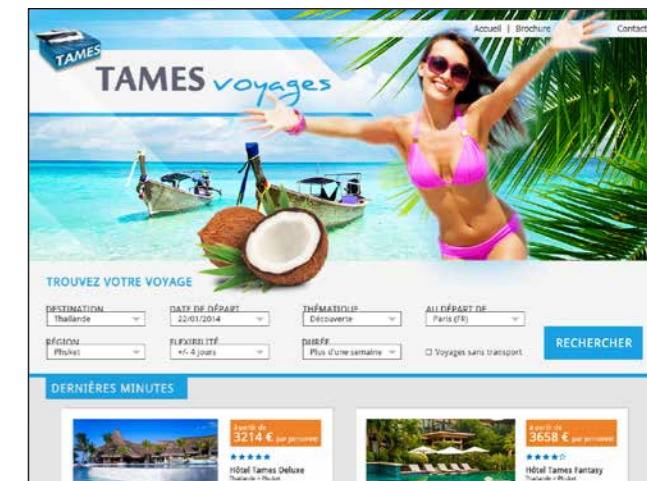 Accueil | Brochure Contact
TAMES
TAMES voyages
TROUVEZ VOTRE VOYAGE
DESTINATION DATE DE DÉPART THÉMATIQUE AU DÉPART DE
Thaïlande 22/01/2014 Découverte Paris (FR)
RÉGION FLEXIBILITÉ DURÉE
Phuket +/- 4 jours Plus d'une semaine Voyages sans transport RECHERCHER
DERNIÈRES MINUTES
à partir de
3214 € par personne
Hôtel Tames Deluxe
Thaïlande > Phuket
à partir de
3658 € par personne
Hôtel Tames Fantasy
Thaïlande > Phuket